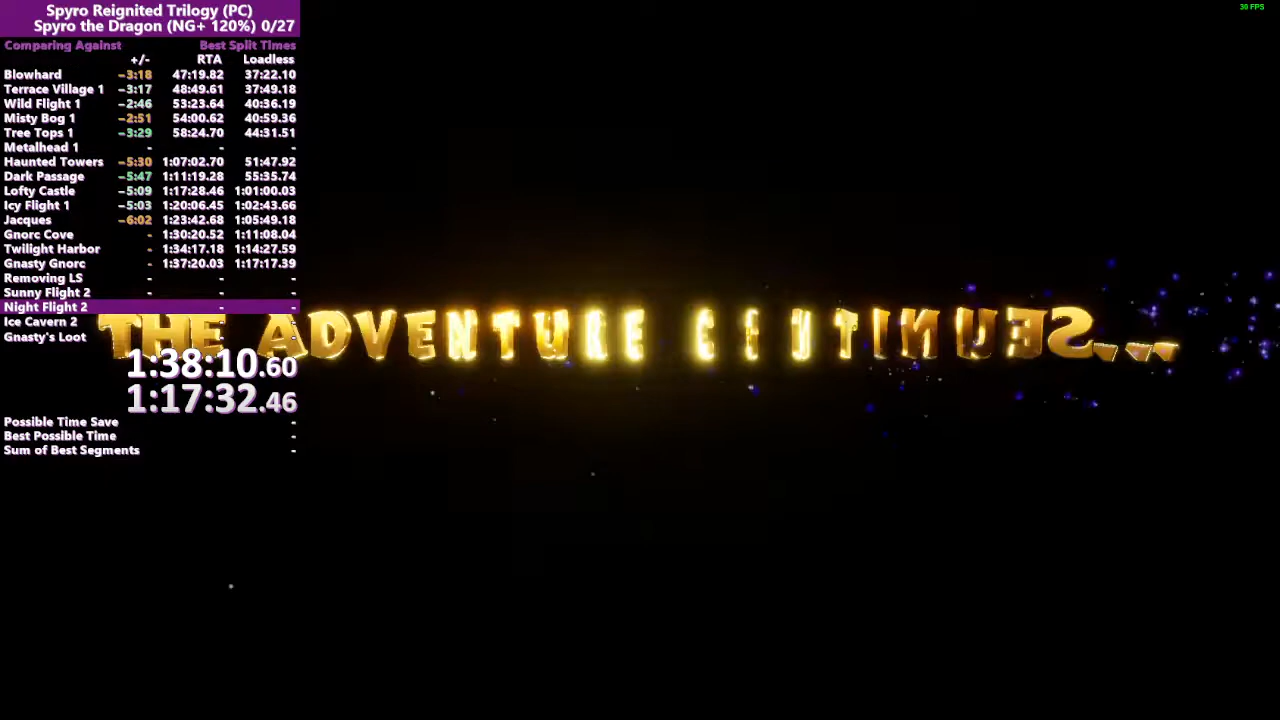 Spyro Reignited Trilogy (PC)
Spyro the Dragon (NG+ 120%) 0/27
Comparing Against Best Split Times
+/- RTA Loadless
Blowhard -3:18 47:19.82 37:22.10
Terrace Village 1 -3:17 48:49.61 37:49.18
Wild Flight 1 -2:46 53:23.64 40:36.19
Misty Bog 1 -2:51 54:00.62 40:59.36
Tree Tops 1 -3:29 58:24.70 44:31.51
Metalhead 1 - - -
Haunted Towers -5:30 1:07:02.70 51:47.92
Dark Passage -5:47 1:11:19.28 55:35.74
Lofty Castle -5:09 1:17:28.46 1:01:00.03
Icy Flight 1 -5:03 1:20:06.45 1:02:43.66
Jacques -6:02 1:23:42.68 1:05:49.18
Gnorc Cove - 1:30:20.52 1:11:08.04
Twilight Harbor - 1:34:17.18 1:14:27.59
Gnasty Gnorc - 1:37:20.03 1:17:17.39
Removing LS - - -
Sunny Flight 2 - - -
Night Flight 2 - - -
Ice Cavern 2 -
Gnasty's Loot -
1:38:10.60
1:17:32.46
Possible Time Save -
Best Possible Time -
Sum of Best Segments -
THE ADVENTURE CONTINUES...
30 FPS